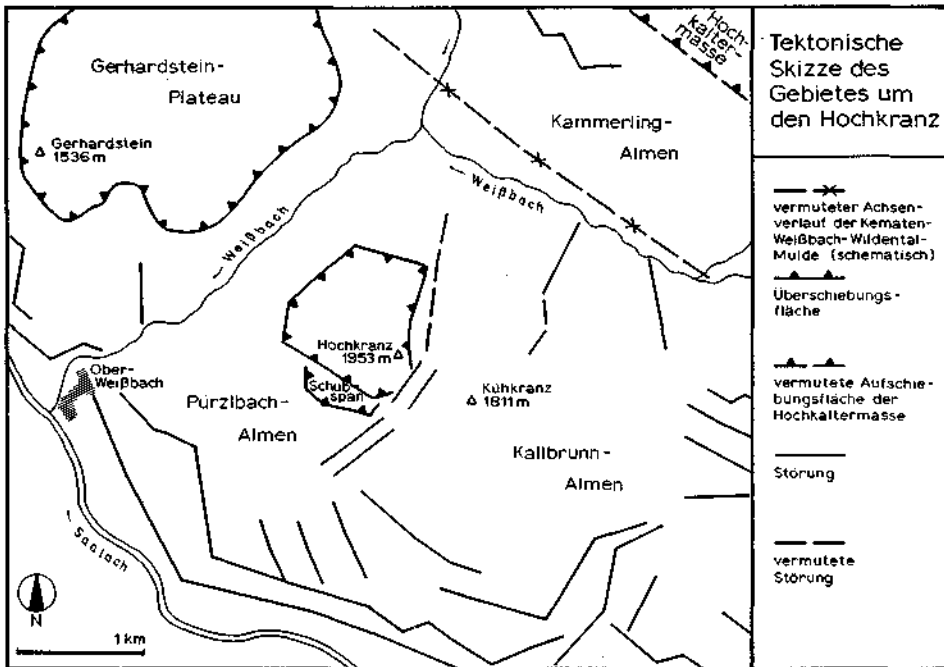 Gerhardstein-
Plateau
Gerhardstein
1536 m
Hoch-
kalter-
masse
Kammerling-
Almen
Weißbach
Weißbach
Hochkranz
1953 m
Schub-
span
Ober-
Weißbach
Pürzlbach-
Almen
Kühkranz
1811 m
Kallbrunn-
Almen
Saalach
N
1 km
Tektonische
Skizze des
Gebietes um
den Hochkranz
vermuteter Achsen-
verlauf der Kematen-
Weißbach-Wildental-
Mulde (schematisch)
Überschiebungs-
fläche
vermutete Aufschie-
bungsfläche der
Hochkaltermasse
Störung
vermutete
Störung